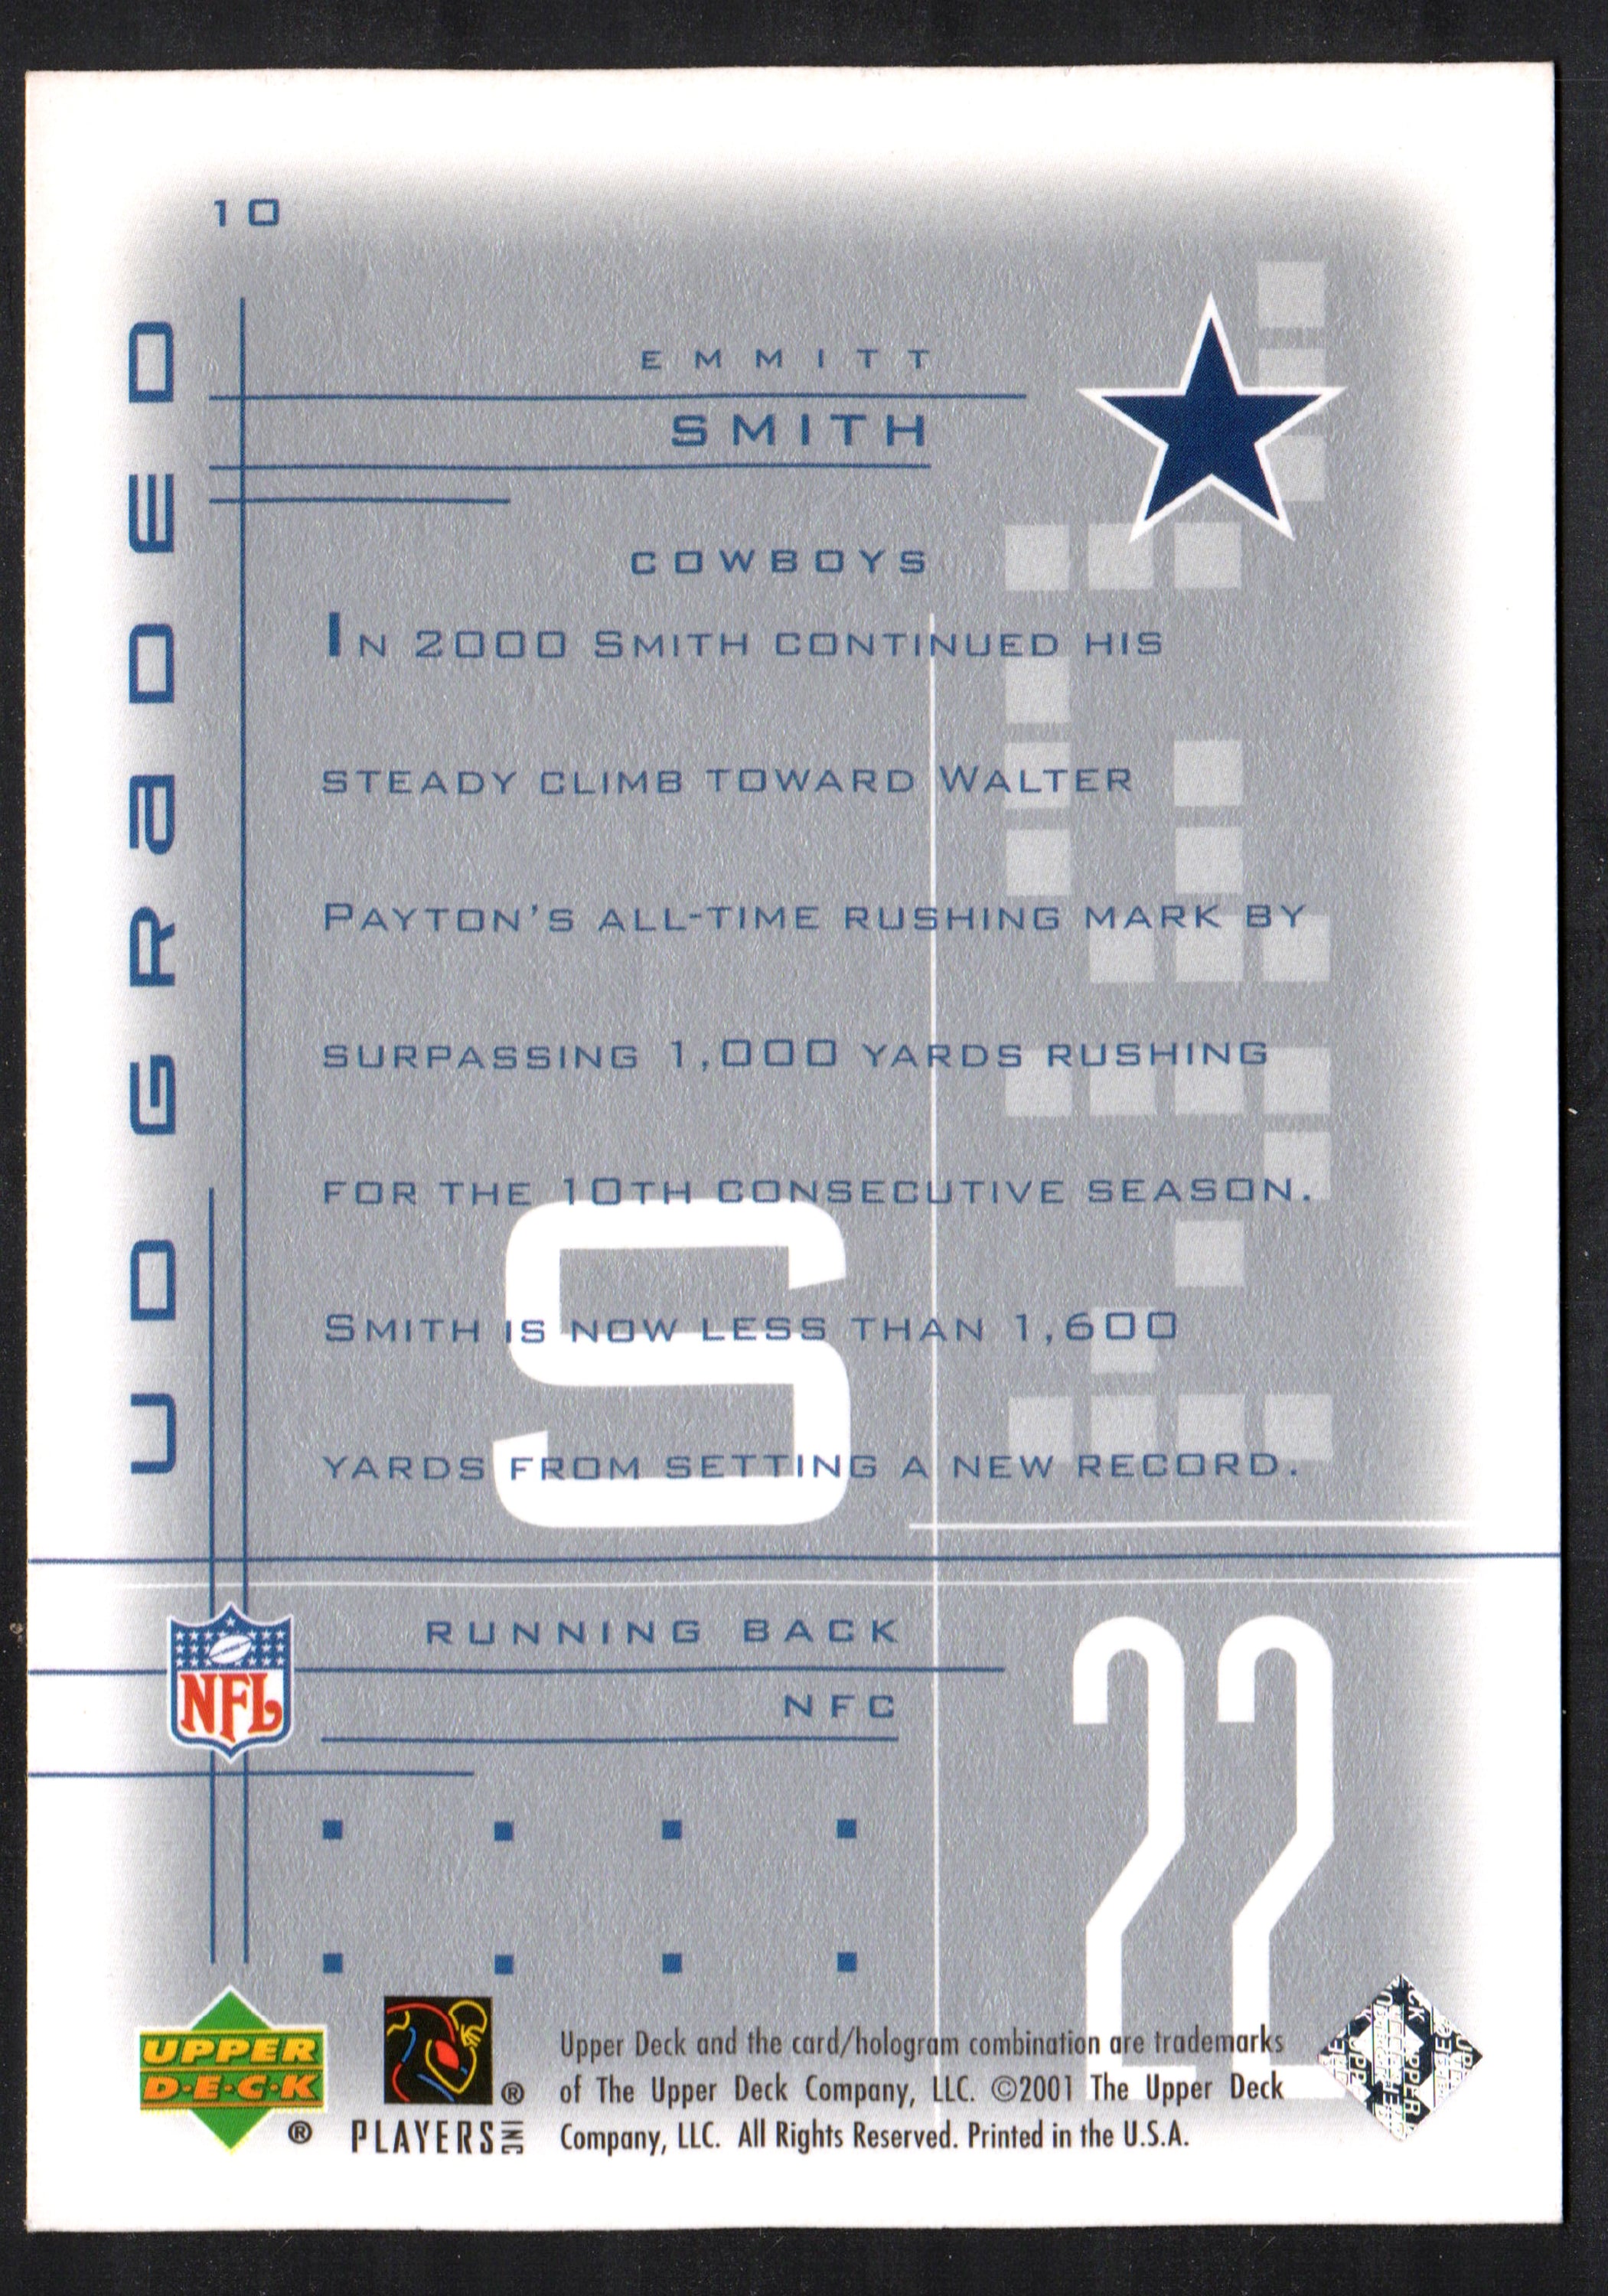 10
UD GRaDED
EMMITT
SMITH
COWBOYS
IN 2000 SMITH CONTINUED HIS
STEADY CLIMB TOWARD WALTER
PAYTON'S ALL-TIME RUSHING MARK BY
SURPASSING 1,000 YARDS RUSHING
FOR THE 10TH CONSECUTIVE SEASON.
SMITH IS NOW LESS THAN 1,600
YARDS FROM SETTING A NEW RECORD.
S
RUNNING BACK
NFC
NFL
22
UPPER
D·E·C·K
®
®
PLAYERS INC
Upper Deck and the card/hologram combination are trademarks
of The Upper Deck Company, LLC. ©2001 The Upper Deck
Company, LLC. All Rights Reserved. Printed in the U.S.A.